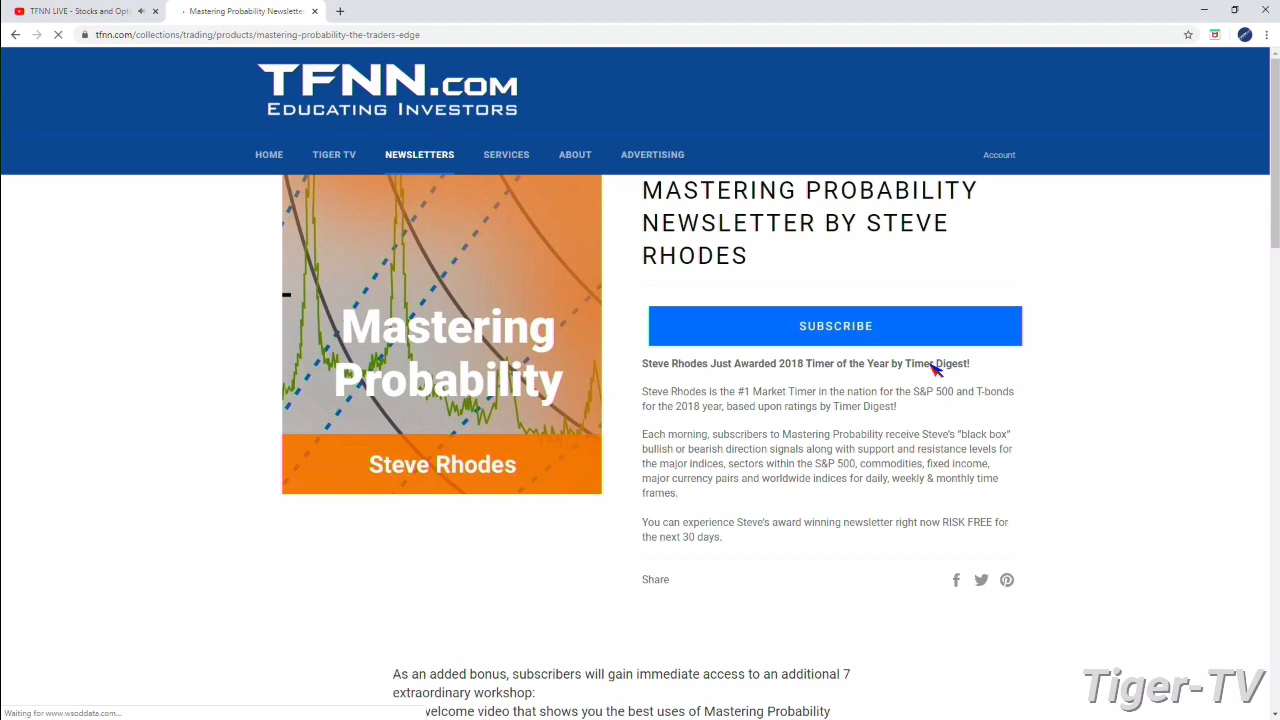 TFNN LIVE - Stocks and Opti
Mastering Probability Newsletter
tfnn.com/collections/trading/products/mastering-probability-the-traders-edge
TFNN.COM
EDUCATING INVESTORS
HOME TIGER TV NEWSLETTERS SERVICES ABOUT ADVERTISING Account
Mastering
Probability
Steve Rhodes
MASTERING PROBABILITY
NEWSLETTER BY STEVE
RHODES
SUBSCRIBE
Steve Rhodes Just Awarded 2018 Timer of the Year by Timer Digest!
Steve Rhodes is the #1 Market Timer in the nation for the S&P 500 and T-bonds
for the 2018 year, based upon ratings by Timer Digest!
Each morning, subscribers to Mastering Probability receive Steve's “black box”
bullish or bearish direction signals along with support and resistance levels for
the major indices, sectors within the S&P 500, commodities, fixed income,
major currency pairs and worldwide indices for daily, weekly & monthly time
frames.
You can experience Steve's award winning newsletter right now RISK FREE for
the next 30 days.
Share
As an added bonus, subscribers will gain immediate access to an additional 7
extraordinary workshop:
welcome video that shows you the best uses of Mastering Probability
Waiting for www.wsoddata.com...
Tiger-TV